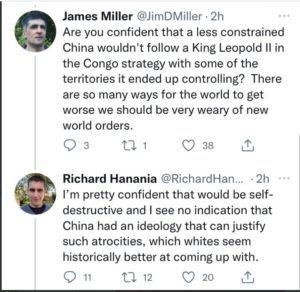 James Miller @JimDMiller · 2h
Are you confident that a less constrained
China wouldn't follow a King Leopold II in
the Congo strategy with some of the
territories it ended up controlling? There
are so many ways for the world to get
worse we should be very weary of new
world orders.
3 1 38
Richard Hanania @RichardHan... · 2h
I'm pretty confident that would be self-
destructive and I see no indication that
China had an ideology that can justify
such atrocities, which whites seem
historically better at coming up with.
11 12 20